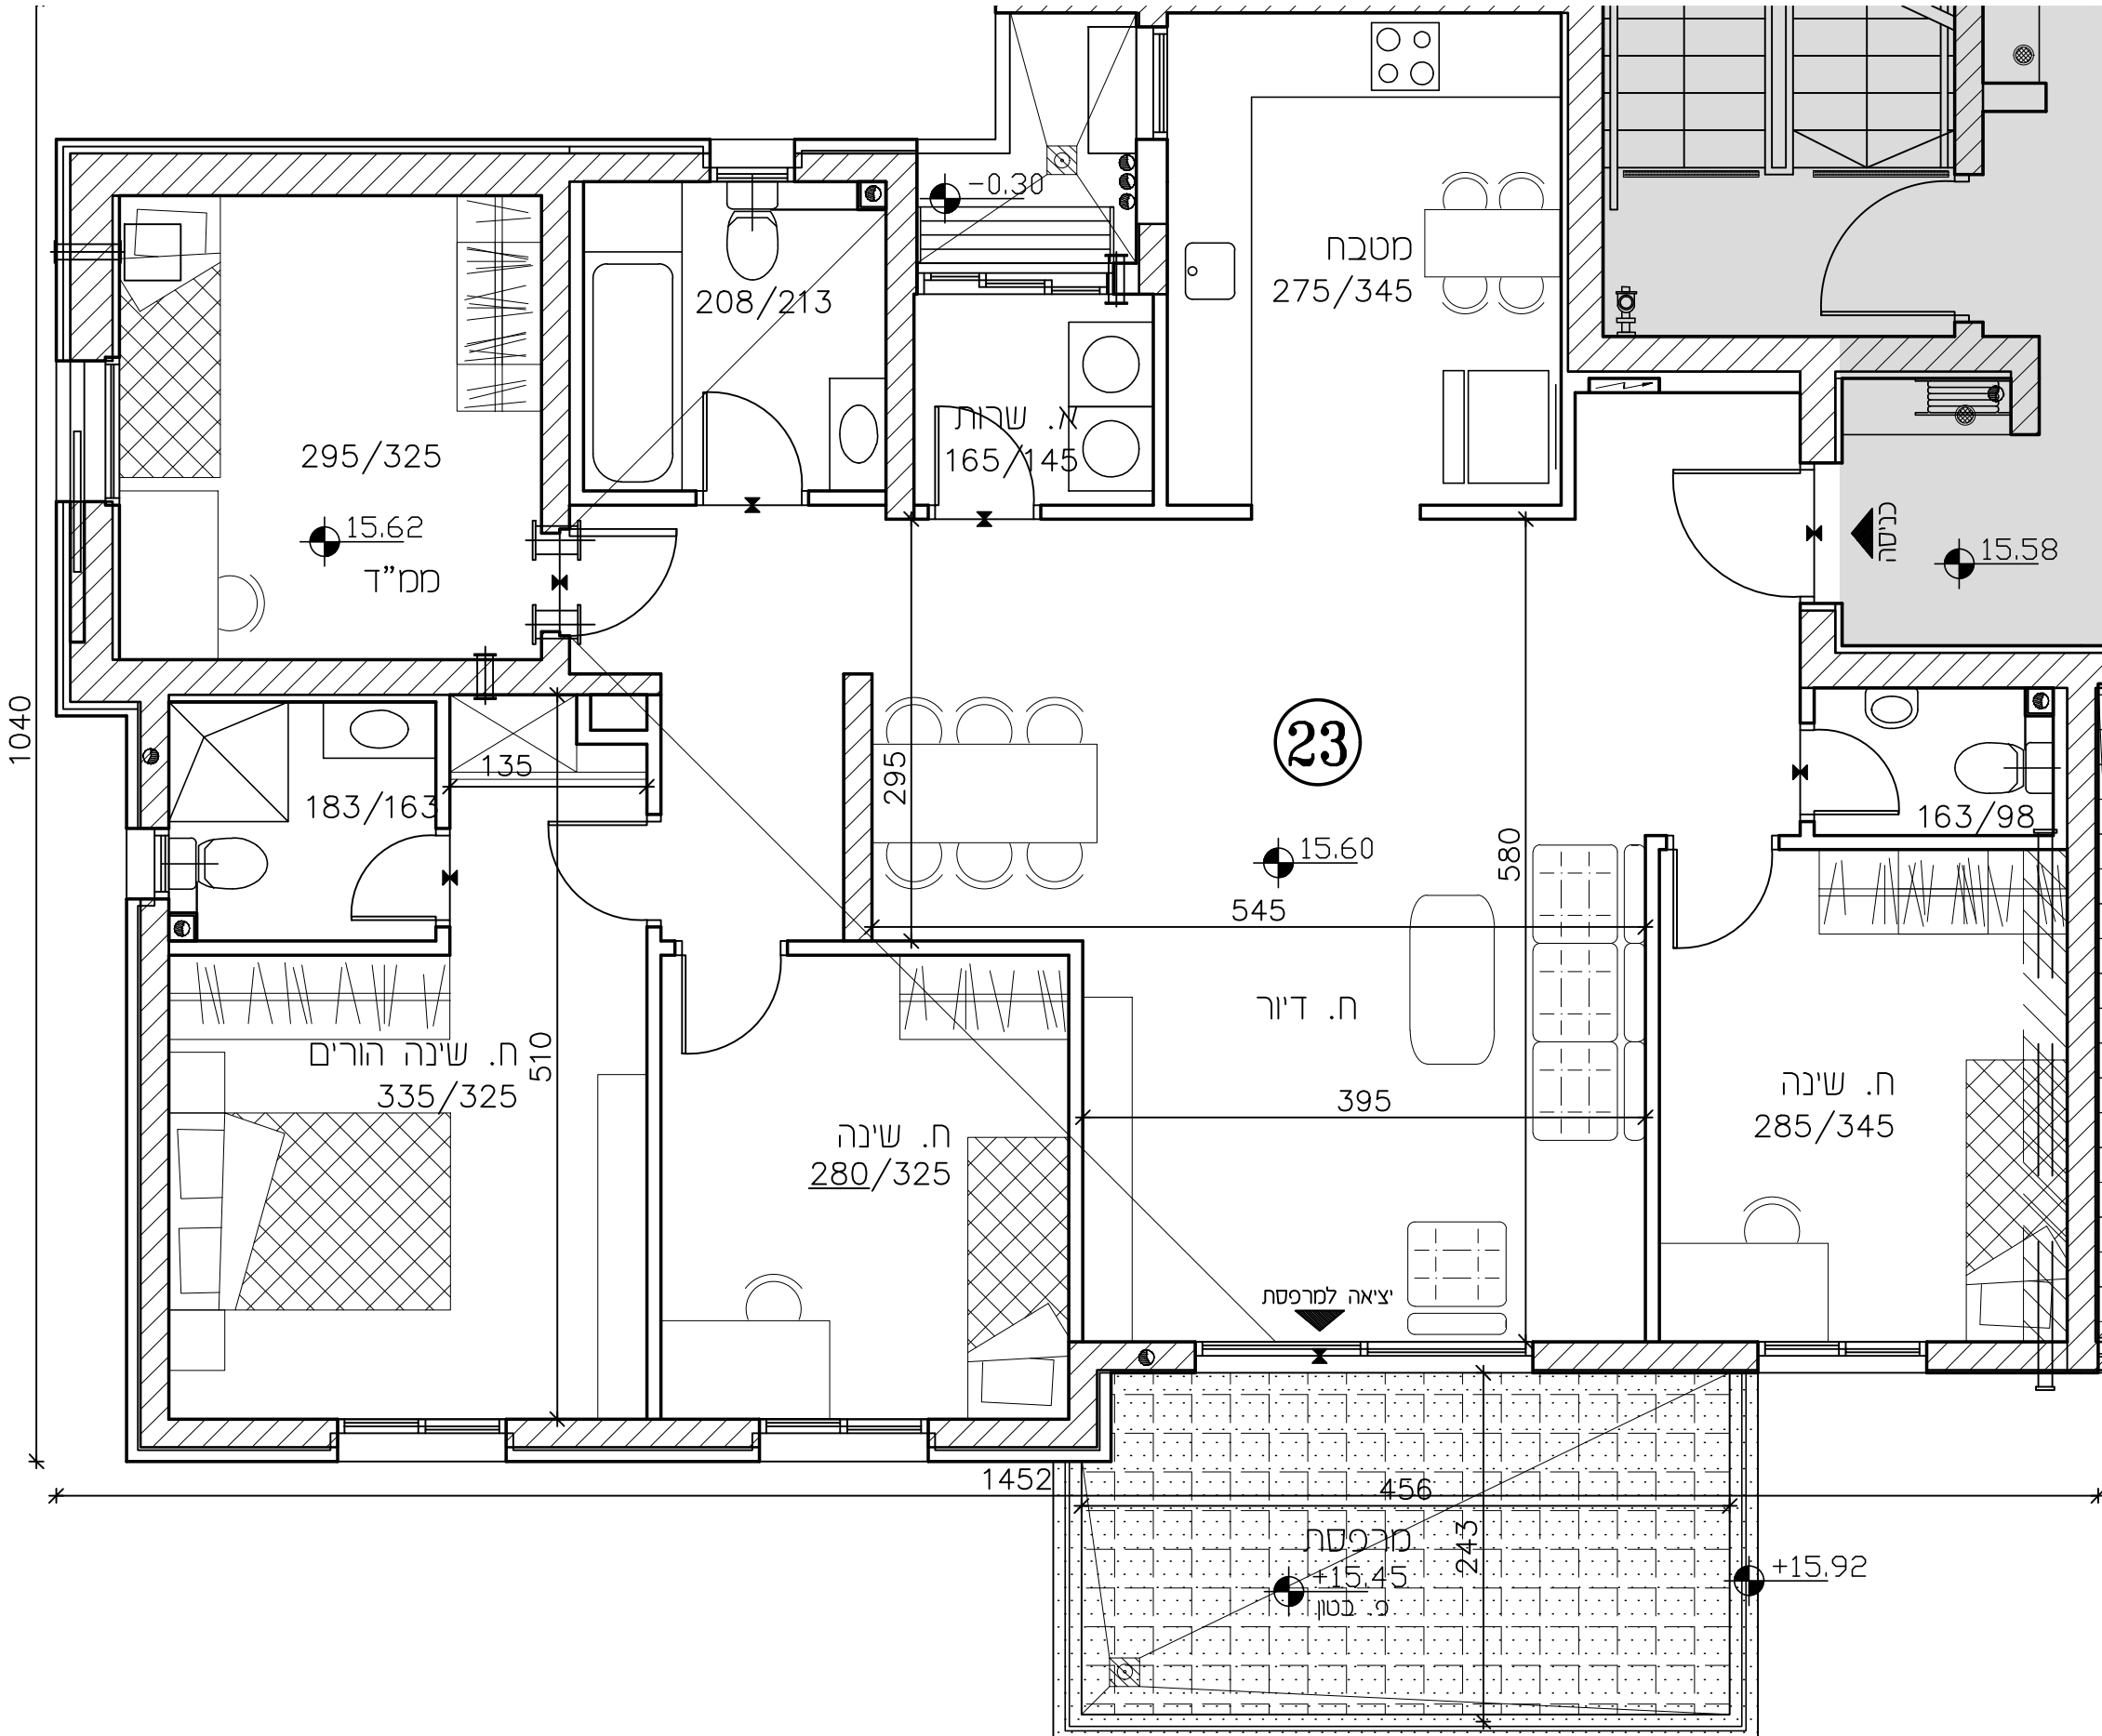 -0.30
מטבח
275/345
208/213
א. שרות
165/145
295/325
15.62
ממ"ד
כניסה
15.58
1040
135
183/163
295
23
15.60
580
163/98
545
ח. דיור
ח. שינה הורים
335/325
510
395
ח. שינה
285/345
ח. שינה
280/325
יציאה למרפסת
1452
456
243
מרפסת
+15.45
פ. בטון
+15.92